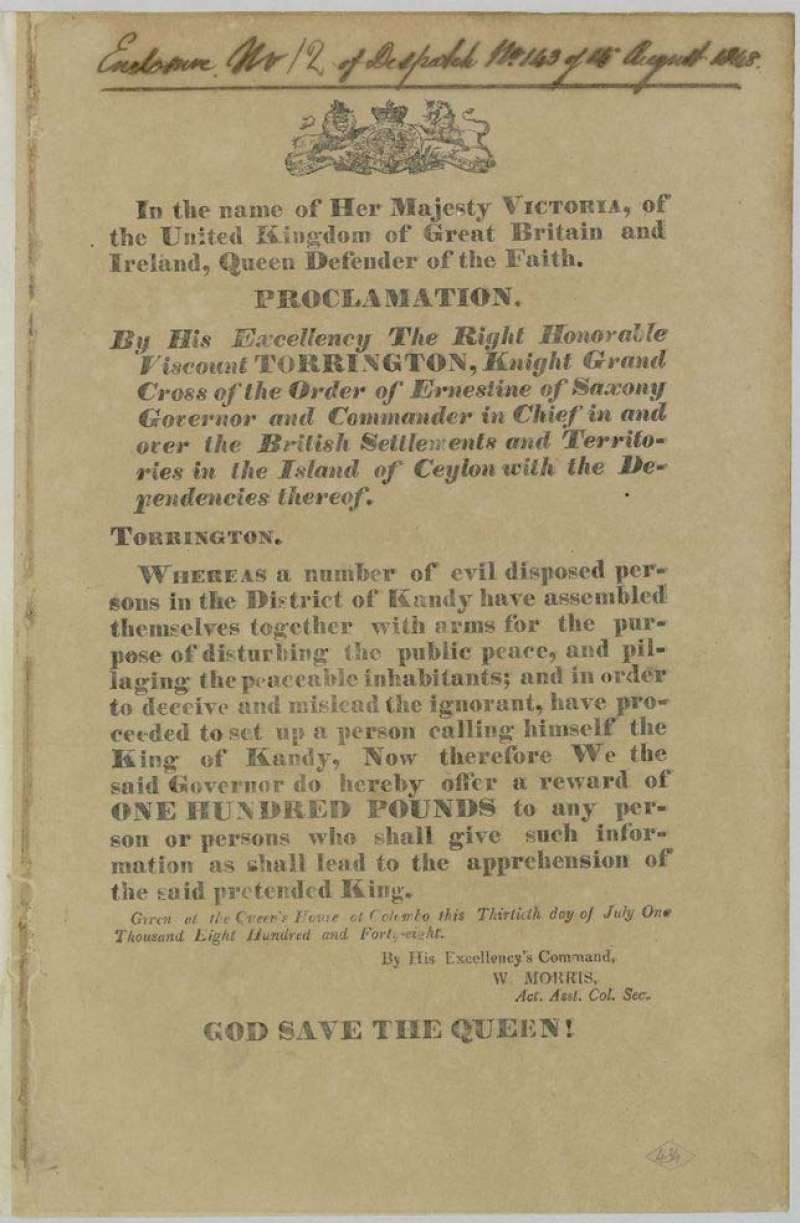 Enclosure No 12 of Despatch No 143 of 15 August 1848.
In the name of Her Majesty VICTORIA, of
the United Kingdom of Great Britain and
Ireland, Queen Defender of the Faith.
PROCLAMATION.
By His Excellency The Right Honorable
Viscount TORRINGTON, Knight Grand
Cross of the Order of Ernestine of Saxony
Governor and Commander in Chief in and
over the British Settlements and Territo-
ries in the Island of Ceylon with the De-
pendencies thereof.
TORRINGTON.
WHEREAS a number of evil disposed per-
sons in the District of Kandy have assembled
themselves together with arms for the pur-
pose of disturbing the public peace, and pil-
laging the peaceable inhabitants; and in order
to deceive and mislead the ignorant, have pro-
ceeded to set up a person calling himself the
King of Kandy, Now therefore We the
said Governor do hereby offer a reward of
ONE HUNDRED POUNDS to any per-
son or persons who shall give such infor-
mation as shall lead to the apprehension of
the said pretended King.
Given at the Queen's House at Colombo this Thirtieth day of July One
Thousand Eight Hundred and Forty-eight.
By His Excellency's Command,
W. MORRIS,
Act. Asst. Col. Sec.
GOD SAVE THE QUEEN!